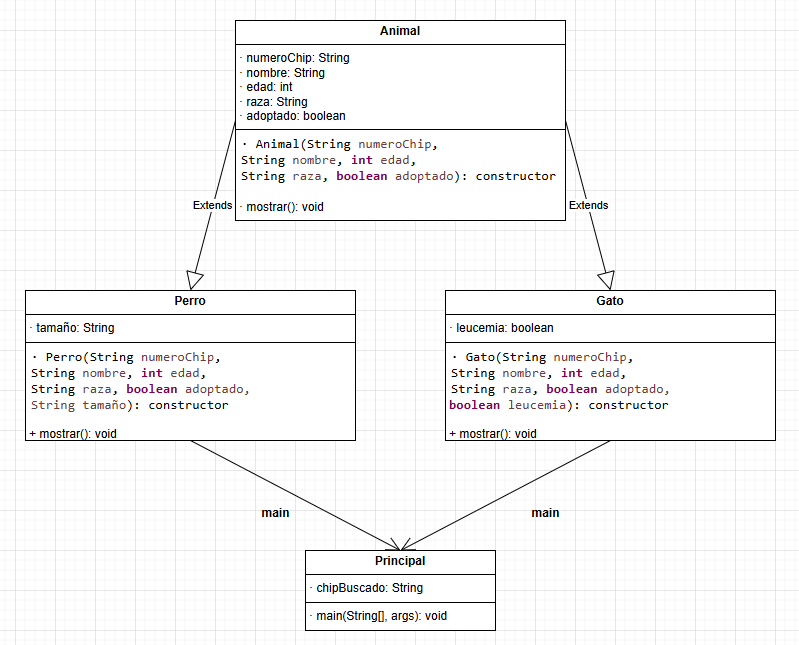 Animal
· numeroChip: String
· nombre: String
· edad: int
· raza: String
· adoptado: boolean
· Animal(String numeroChip,
String nombre, int edad,
String raza, boolean adoptado): constructor
· mostrar(): void
Extends
Extends
Perro
· tamaño: String
· Perro(String numeroChip,
String nombre, int edad,
String raza, boolean adoptado,
String tamaño): constructor
+ mostrar(): void
Gato
· leucemia: boolean
· Gato(String numeroChip,
String nombre, int edad,
String raza, boolean adoptado,
boolean leucemia): constructor
+ mostrar(): void
main
main
Principal
· chipBuscado: String
· main(String[], args): void